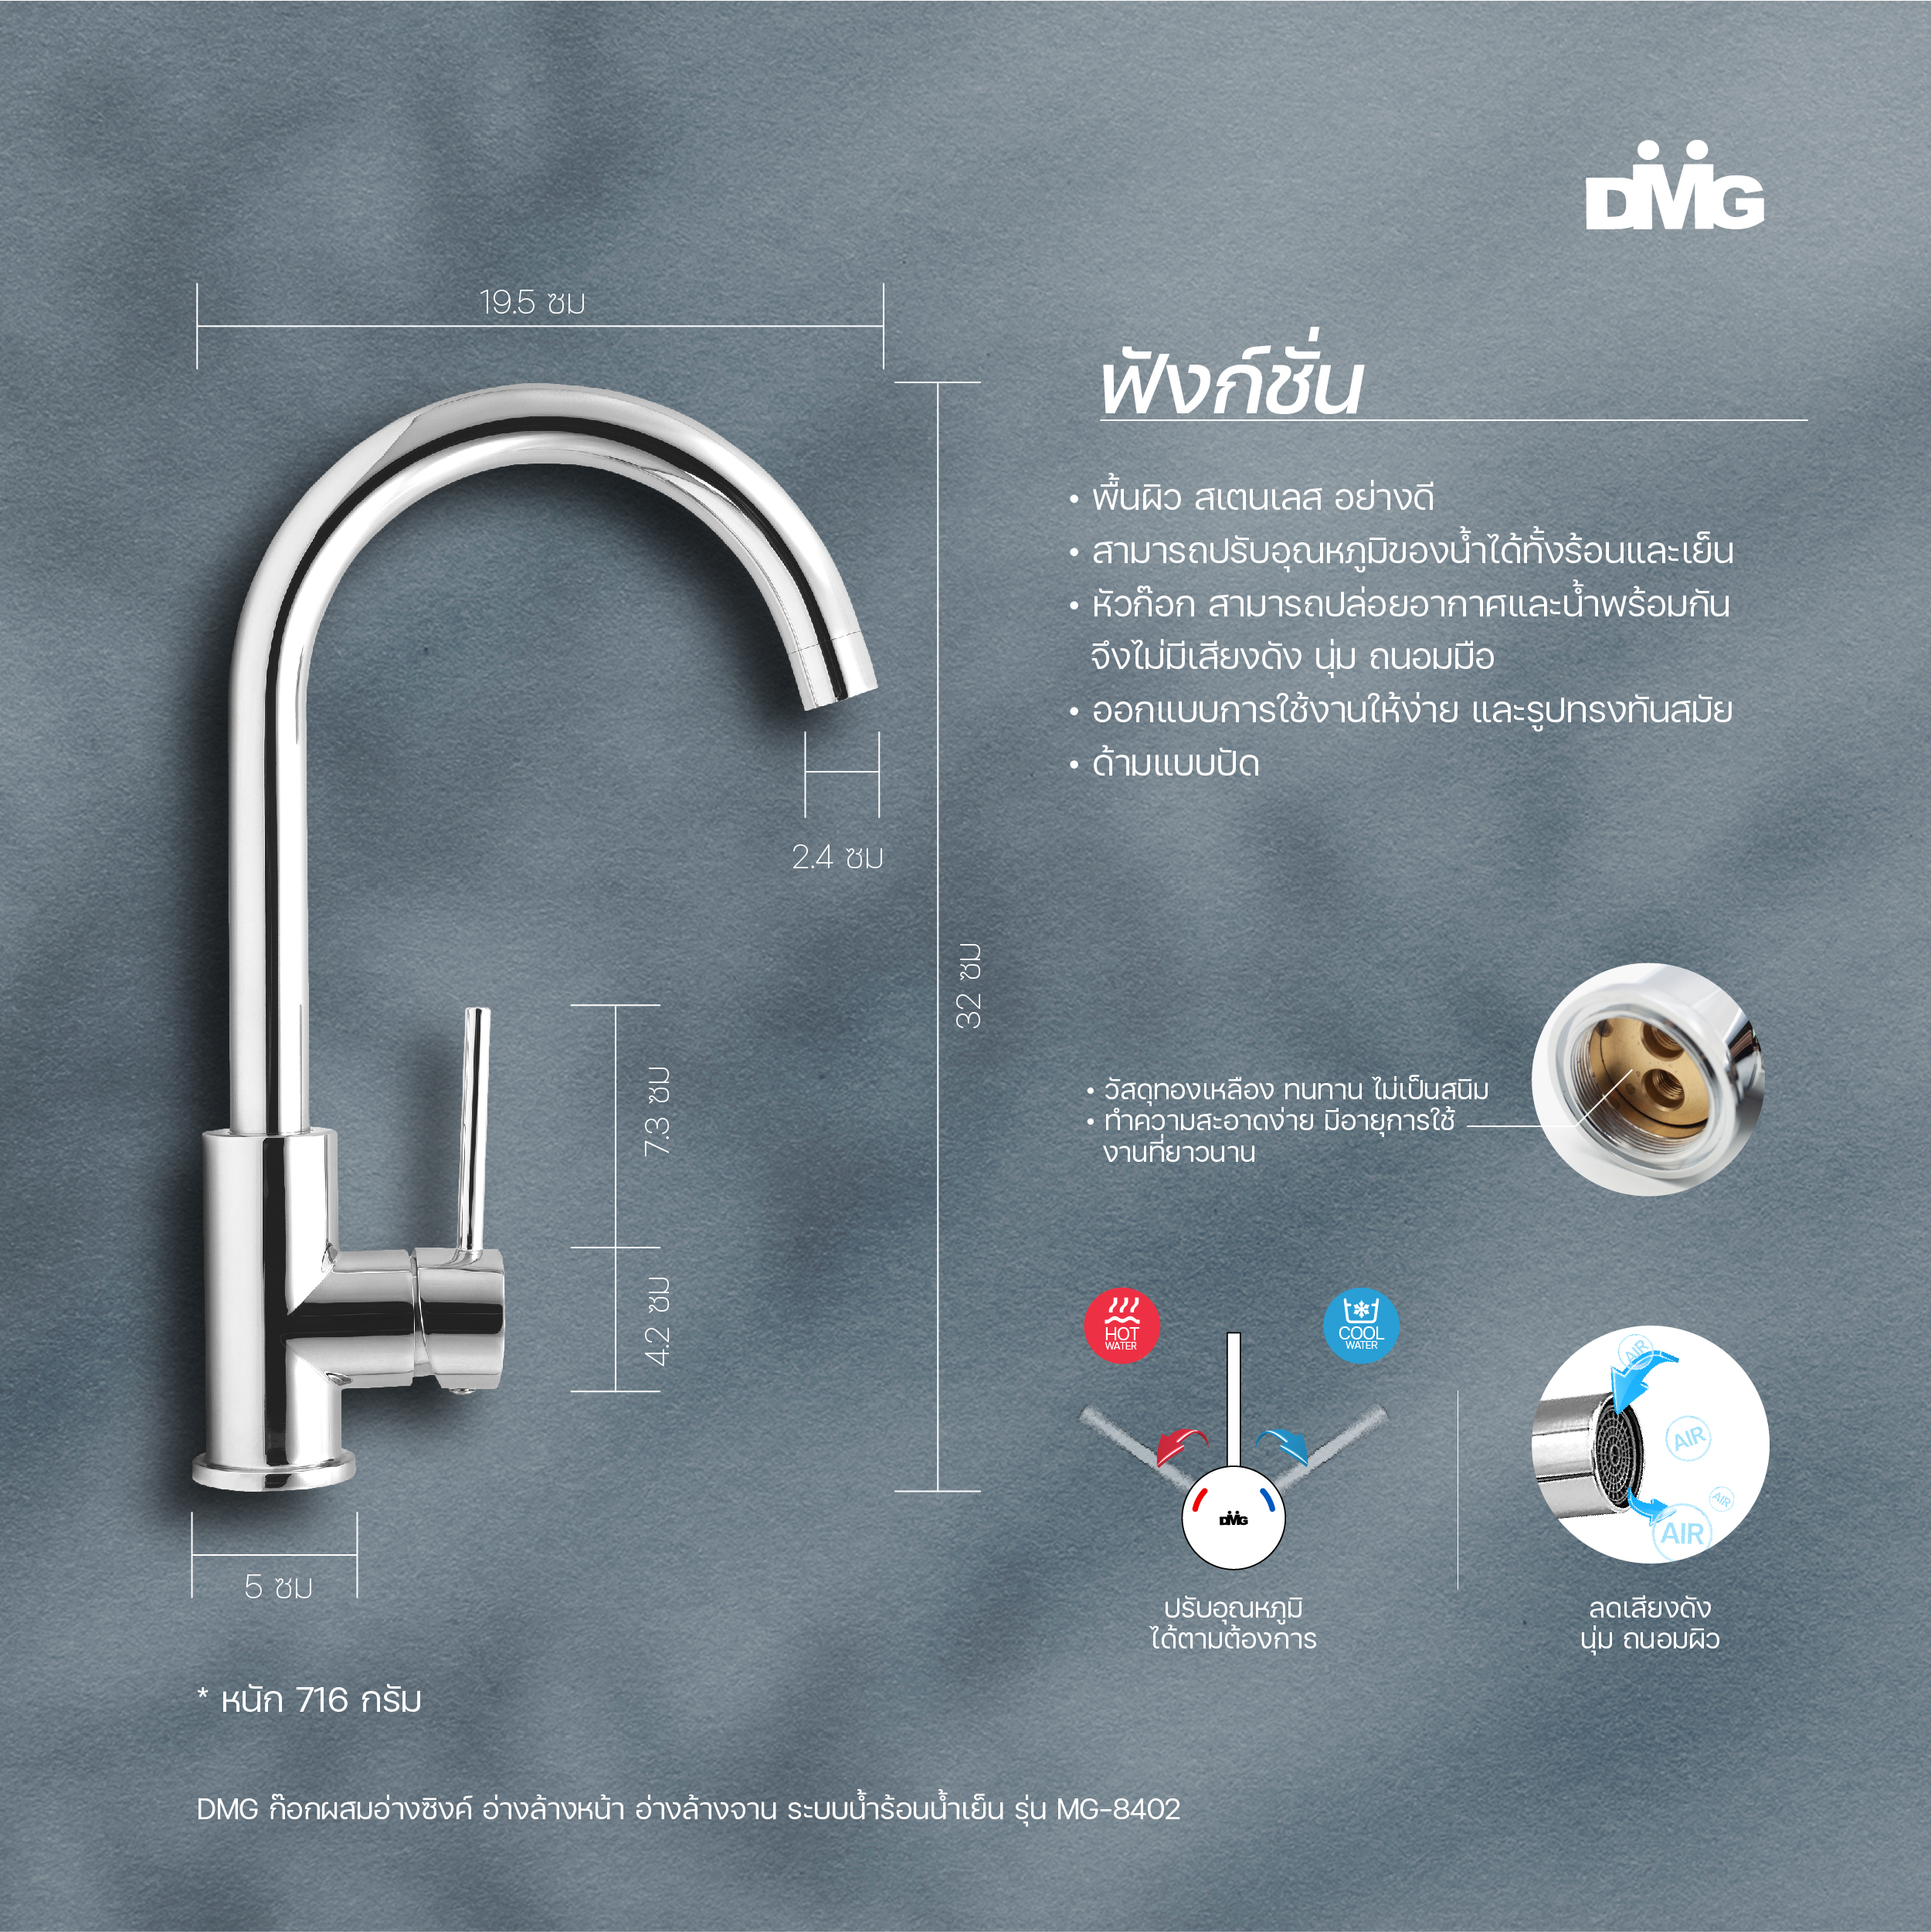 DMG
19.5 ซม
ฟังก์ชั่น
• พื้นผิว สเตนเลส อย่างดี
• สามารถปรับอุณหภูมิของน้ำได้ทั้งร้อนและเย็น
• หัวก๊อก สามารถปล่อยอากาศและน้ำพร้อมกัน
จึงไม่มีเสียงดัง นุ่ม ถนอมมือ
• ออกแบบการใช้งานให้ง่าย และรูปทรงทันสมัย
• ด้ามแบบปัด
2.4 ซม
32 ซม
7.3 ซม
4.2 ซม
5 ซม
• วัสดุทองเหลือง ทนทาน ไม่เป็นสนิม
• ทำความสะอาดง่าย มีอายุการใช้
งานที่ยาวนาน
HOT
WATER
COOL
WATER
DMG
AIR
AIR
AIR
AIR
ปรับอุณหภูมิ
ได้ตามต้องการ
ลดเสียงดัง
นุ่ม ถนอมผิว
* หนัก 716 กรัม
DMG ก๊อกผสมอ่างซิงค์ อ่างล้างหน้า อ่างล้างจาน ระบบน้ำร้อนน้ำเย็น รุ่น MG-8402